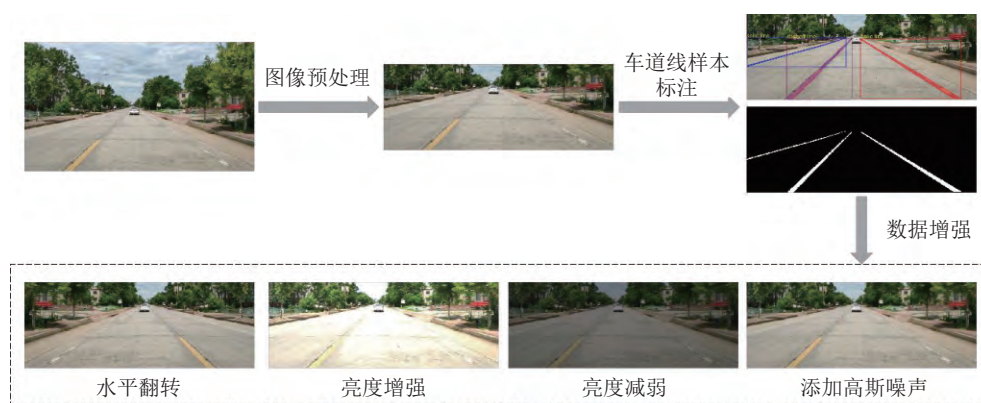 图像预处理
车道线样本
标注
数据增强
水平翻转
亮度增强
亮度减弱
添加高斯噪声